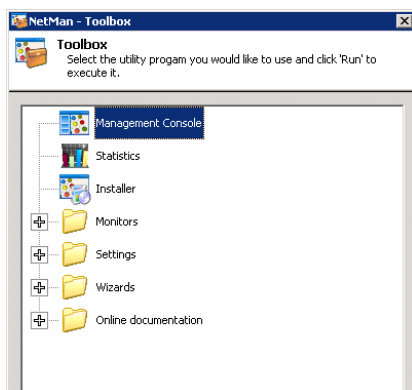 NetMan - Toolbox
Toolbox
Select the utility progam you would like to use and click 'Run' to
execute it.
Management Console
Statistics
Installer
Monitors
Settings
Wizards
Online documentation